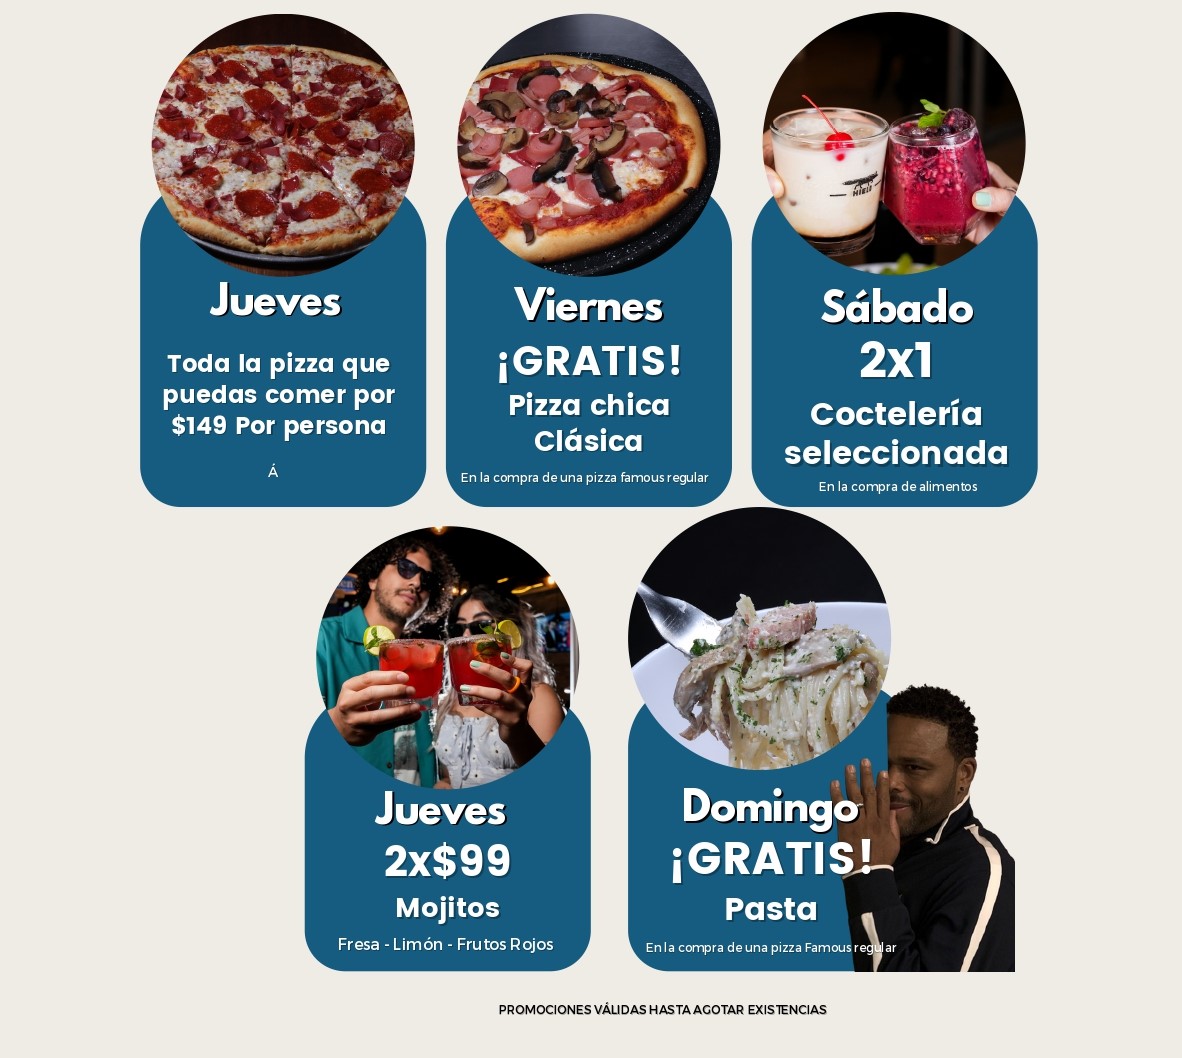 Jueves
Toda la pizza que
puedas comer por
$149 Por persona
Á
Viernes
¡GRATIS!
Pizza chica
Clásica
En la compra de una pizza famous regular
Sábado
2x1
Coctelería
seleccionada
En la compra de alimentos
Jueves
2x$99
Mojitos
Fresa - Limón - Frutos Rojos
Domingo
¡GRATIS!
Pasta
En la compra de una pizza Famous regular
PROMOCIONES VÁLIDAS HASTA AGOTAR EXISTENCIAS